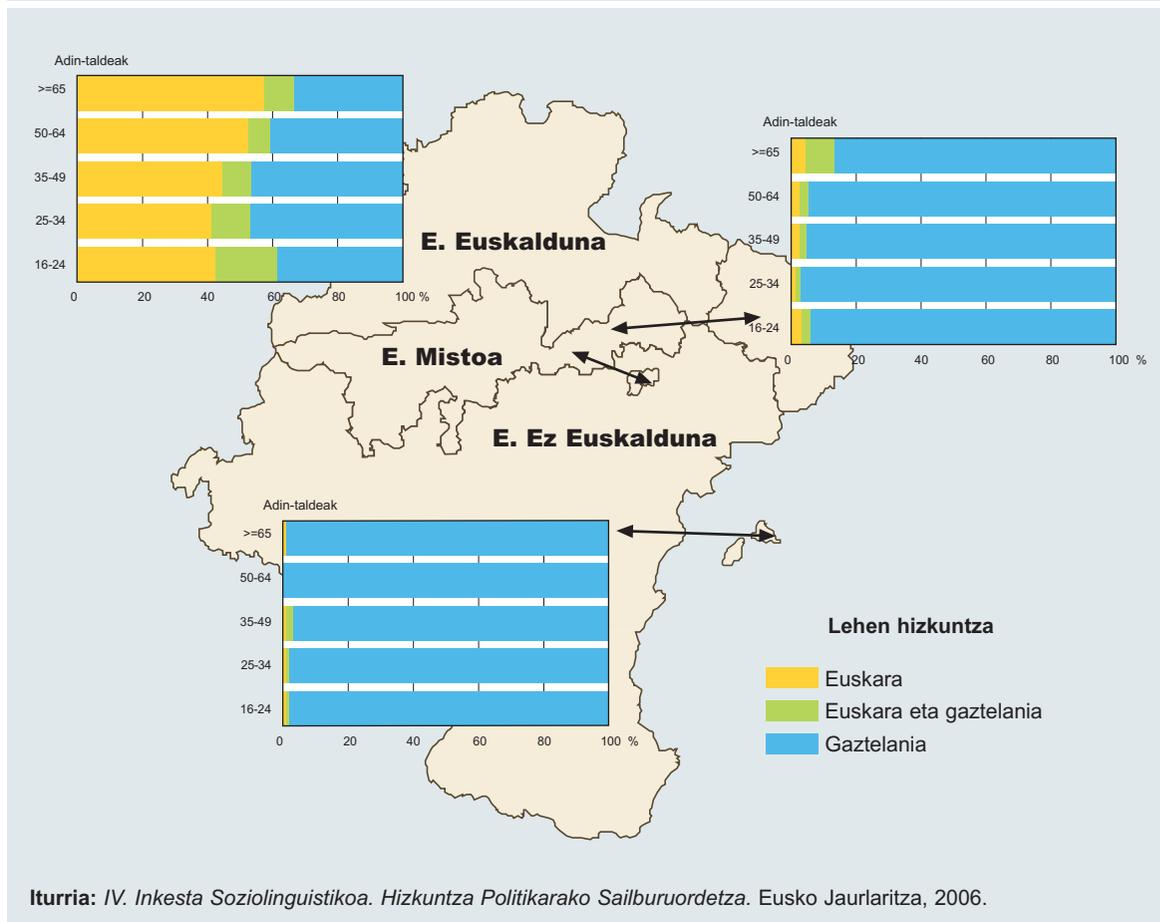 Adin-taldeak
>=65
50-64
35-49
25-34
16-24
0 20 40 60 80 100 %
Adin-taldeak
>=65
50-64
35-49
25-34
16-24
0 20 40 60 80 100 %
E. Euskalduna
E. Mistoa
E. Ez Euskalduna
Adin-taldeak
>=65
50-64
35-49
25-34
16-24
0 20 40 60 80 100 %
Lehen hizkuntza
Euskara
Euskara eta gaztelania
Gaztelania
Iturria: IV. Inkesta Soziolinguistikoa. Hizkuntza Politikarako Sailburuordetza. Eusko Jaurlaritza, 2006.